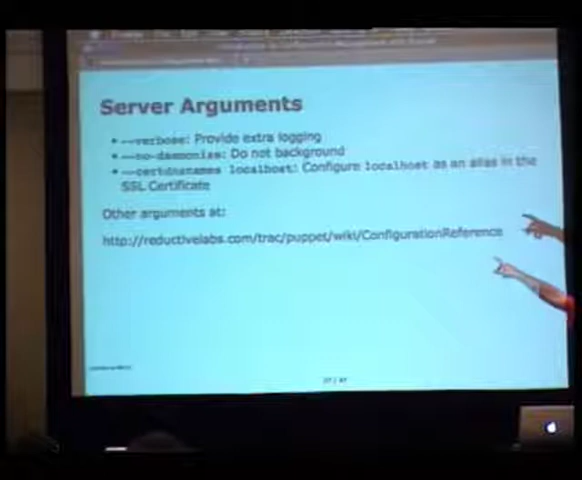 Server Arguments
• --verbose: Provide extra logging
• --no-daemonize: Do not background
• --certdnsnames localhost: Configure localhost as an alias in the
SSL Certificate
Other arguments at:
http://reductivelabs.com/trac/puppet/wiki/ConfigurationReference